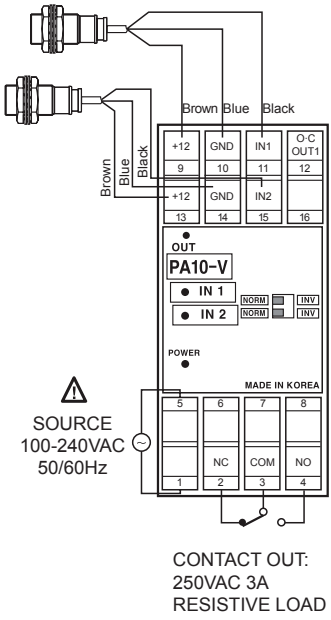 Brown Blue Black
Brown
Blue
Black
+12 GND IN1 O·C OUT1
9 10 11 12
+12 GND IN2
13 14 15 16
OUT
PA10-V
IN 1
IN 2
NORM INV
NORM INV
POWER
MADE IN KOREA
5 6 7 8
NC COM NO
1 2 3 4
SOURCE
100-240VAC
50/60Hz
CONTACT OUT:
250VAC 3A
RESISTIVE LOAD